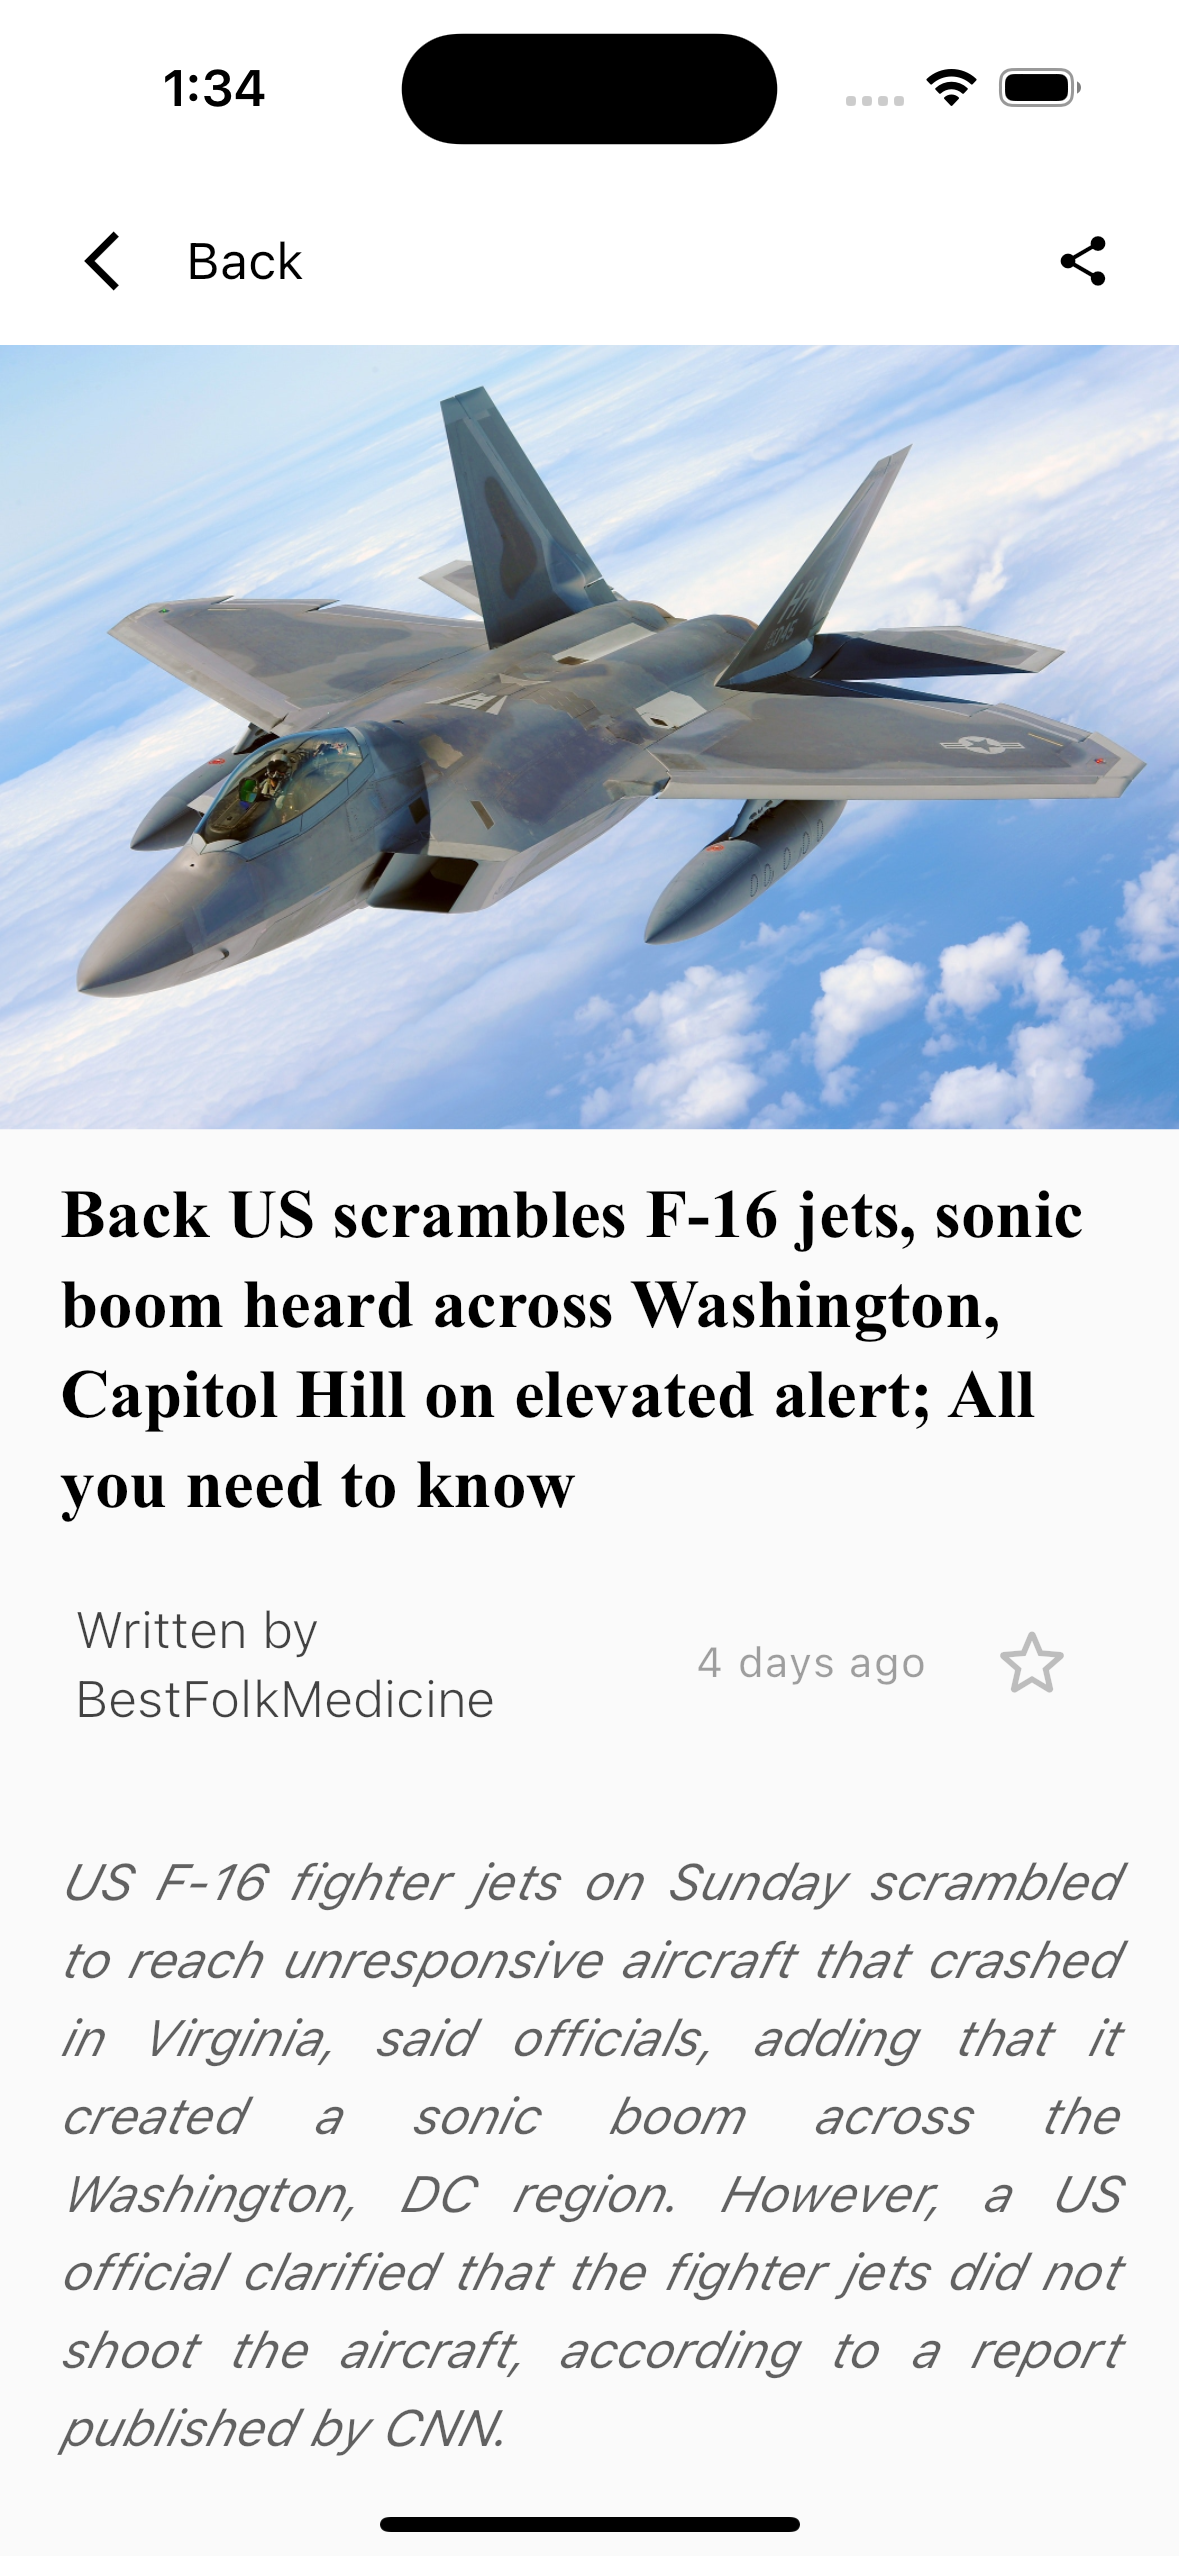 1:34
Back
Back US scrambles F-16 jets, sonic
boom heard across Washington,
Capitol Hill on elevated alert; All
you need to know
Written by
BestFolkMedicine
4 days ago
US F-16 fighter jets on Sunday scrambled
to reach unresponsive aircraft that crashed
in Virginia, said officials, adding that it
created a sonic boom across the
Washington, DC region. However, a US
official clarified that the fighter jets did not
shoot the aircraft, according to a report
published by CNN.